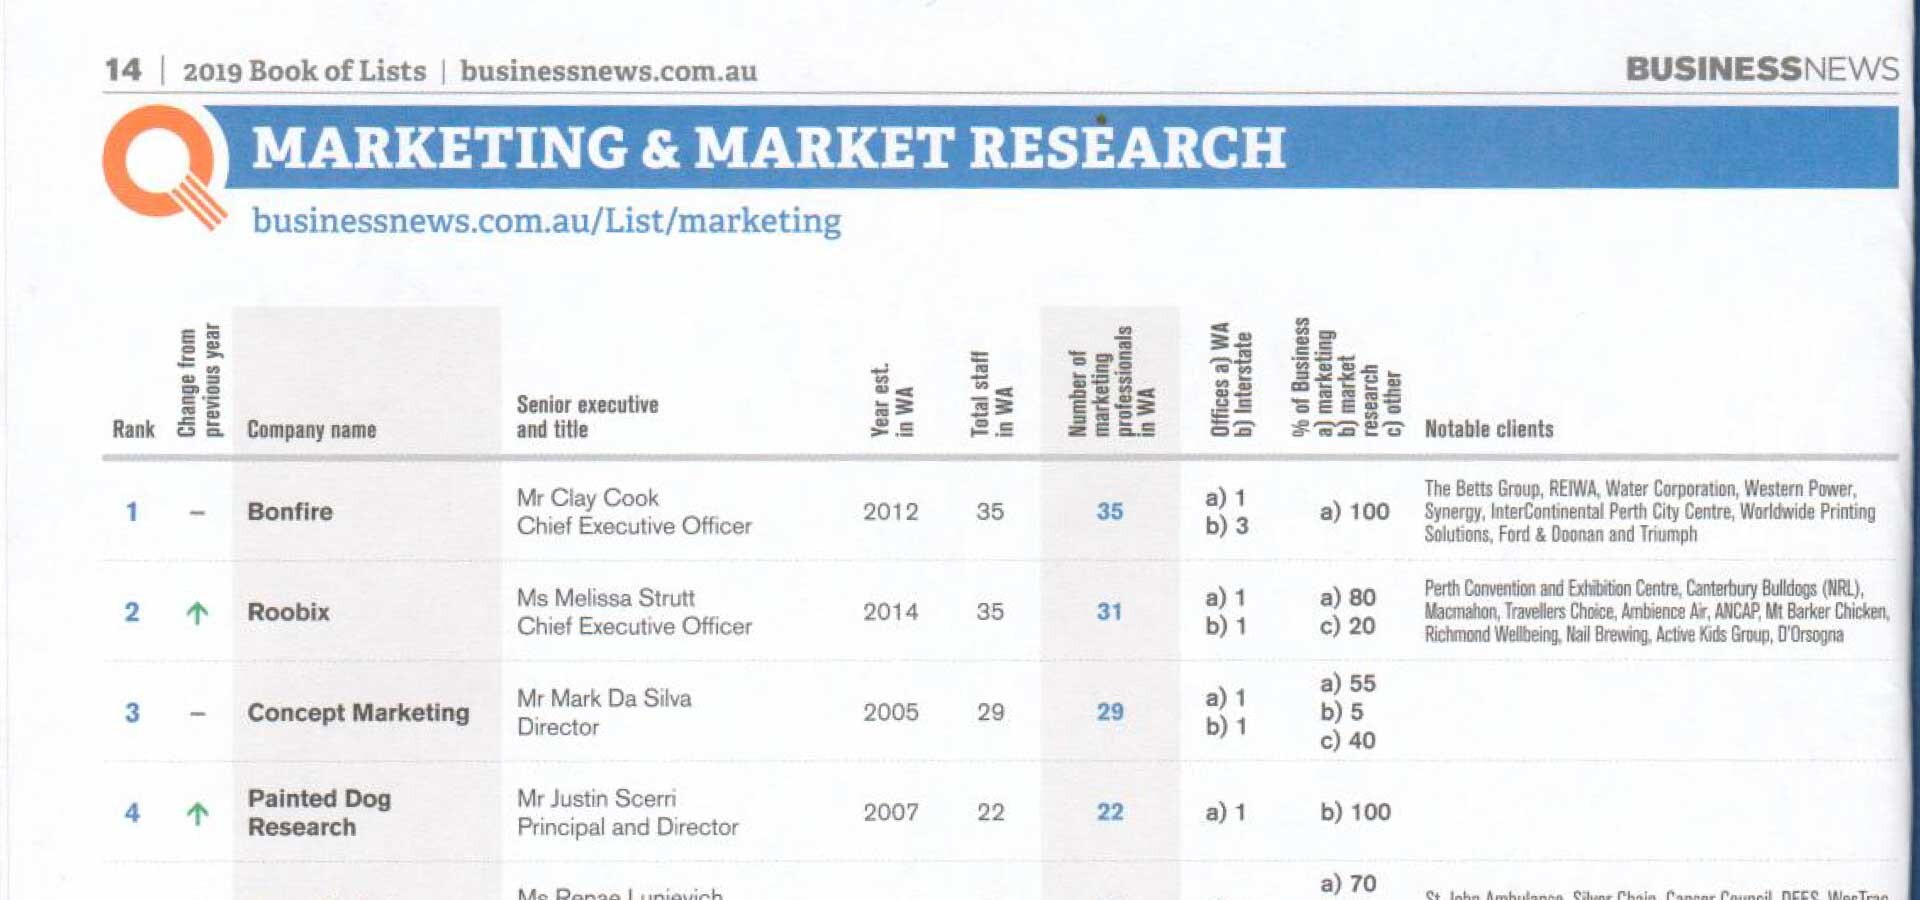 14 | 2019 Book of Lists | businessnews.com.au
BUSINESSNEWS
MARKETING & MARKET RESEARCH
businessnews.com.au/List/marketing
Rank
Change from
previous year
Company name
Senior executive
and title
Year est.
in WA
Total staff
in WA
Number of
marketing
professionals
in WA
Offices a) WA
b) Interstate
% of Business
a) marketing
b) market
research
c) other
Notable clients
1
–
Bonfire
Mr Clay Cook
Chief Executive Officer
2012
35
35
a) 1
b) 3
a) 100
The Betts Group, REIWA, Water Corporation, Western Power,
Synergy, InterContinental Perth City Centre, Worldwide Printing
Solutions, Ford & Doonan and Triumph
2
Roobix
Ms Melissa Strutt
Chief Executive Officer
2014
35
31
a) 1
b) 1
a) 80
c) 20
Perth Convention and Exhibition Centre, Canterbury Bulldogs (NRL),
Macmahon, Travellers Choice, Ambience Air, ANCAP, Mt Barker Chicken,
Richmond Wellbeing, Nail Brewing, Active Kids Group, D'Orsogna
3
–
Concept Marketing
Mr Mark Da Silva
Director
2005
29
29
a) 1
b) 1
a) 55
b) 5
c) 40
4
Painted Dog
Research
Mr Justin Scerri
Principal and Director
2007
22
22
a) 1
b) 100
Ms Renae Lunjevich
a) 70
St John Ambulance, Silver Chain, Cancer Council, DFES, WesTrac